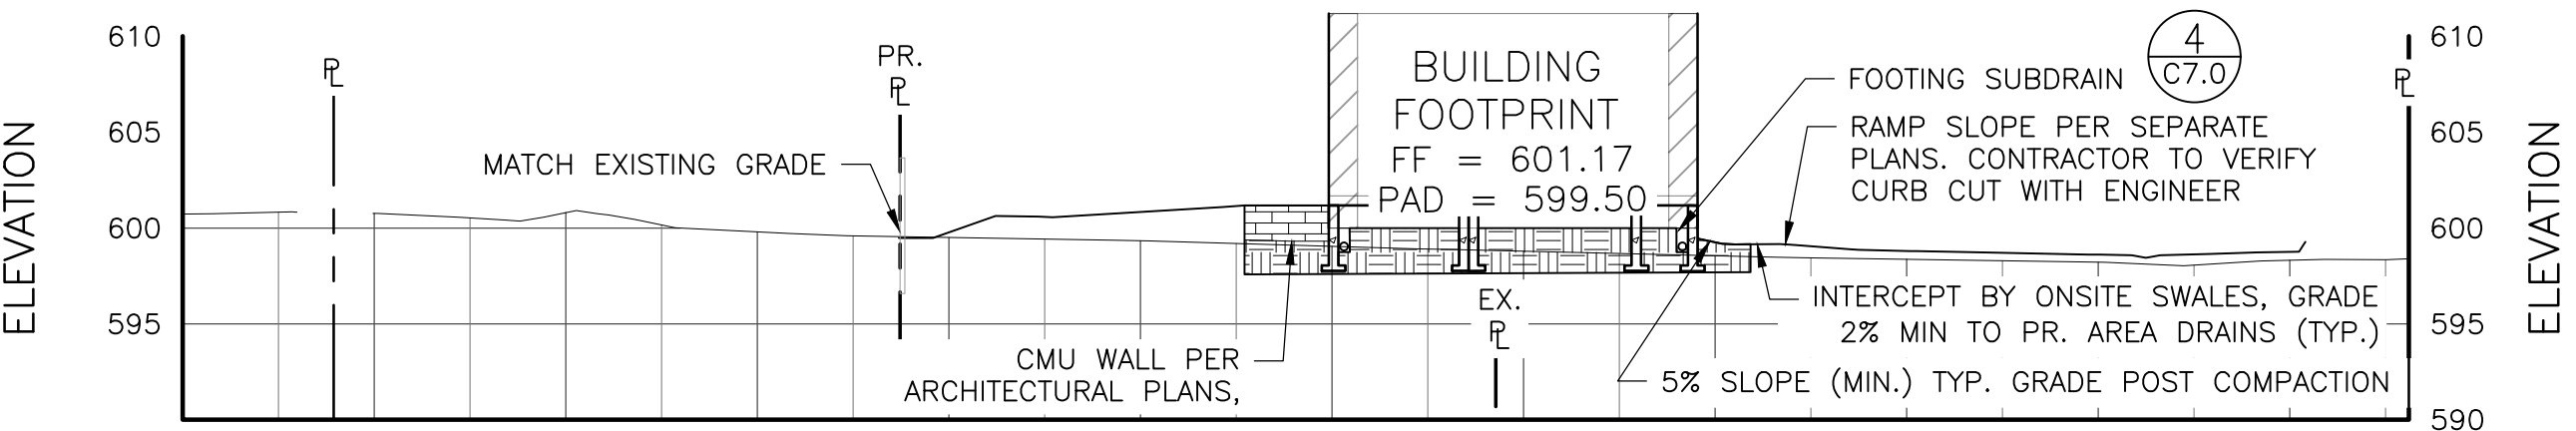 ELEVATION
610
605
600
595
PL
PR.
PL
MATCH EXISTING GRADE
CMU WALL PER
ARCHITECTURAL PLANS,
BUILDING
FOOTPRINT
FF = 601.17
PAD = 599.50
EX.
PL
FOOTING SUBDRAIN
4
C7.0
RAMP SLOPE PER SEPARATE
PLANS. CONTRACTOR TO VERIFY
CURB CUT WITH ENGINEER
INTERCEPT BY ONSITE SWALES, GRADE
2% MIN TO PR. AREA DRAINS (TYP.)
5% SLOPE (MIN.) TYP. GRADE POST COMPACTION
PL
610
605
600
595
590
ELEVATION